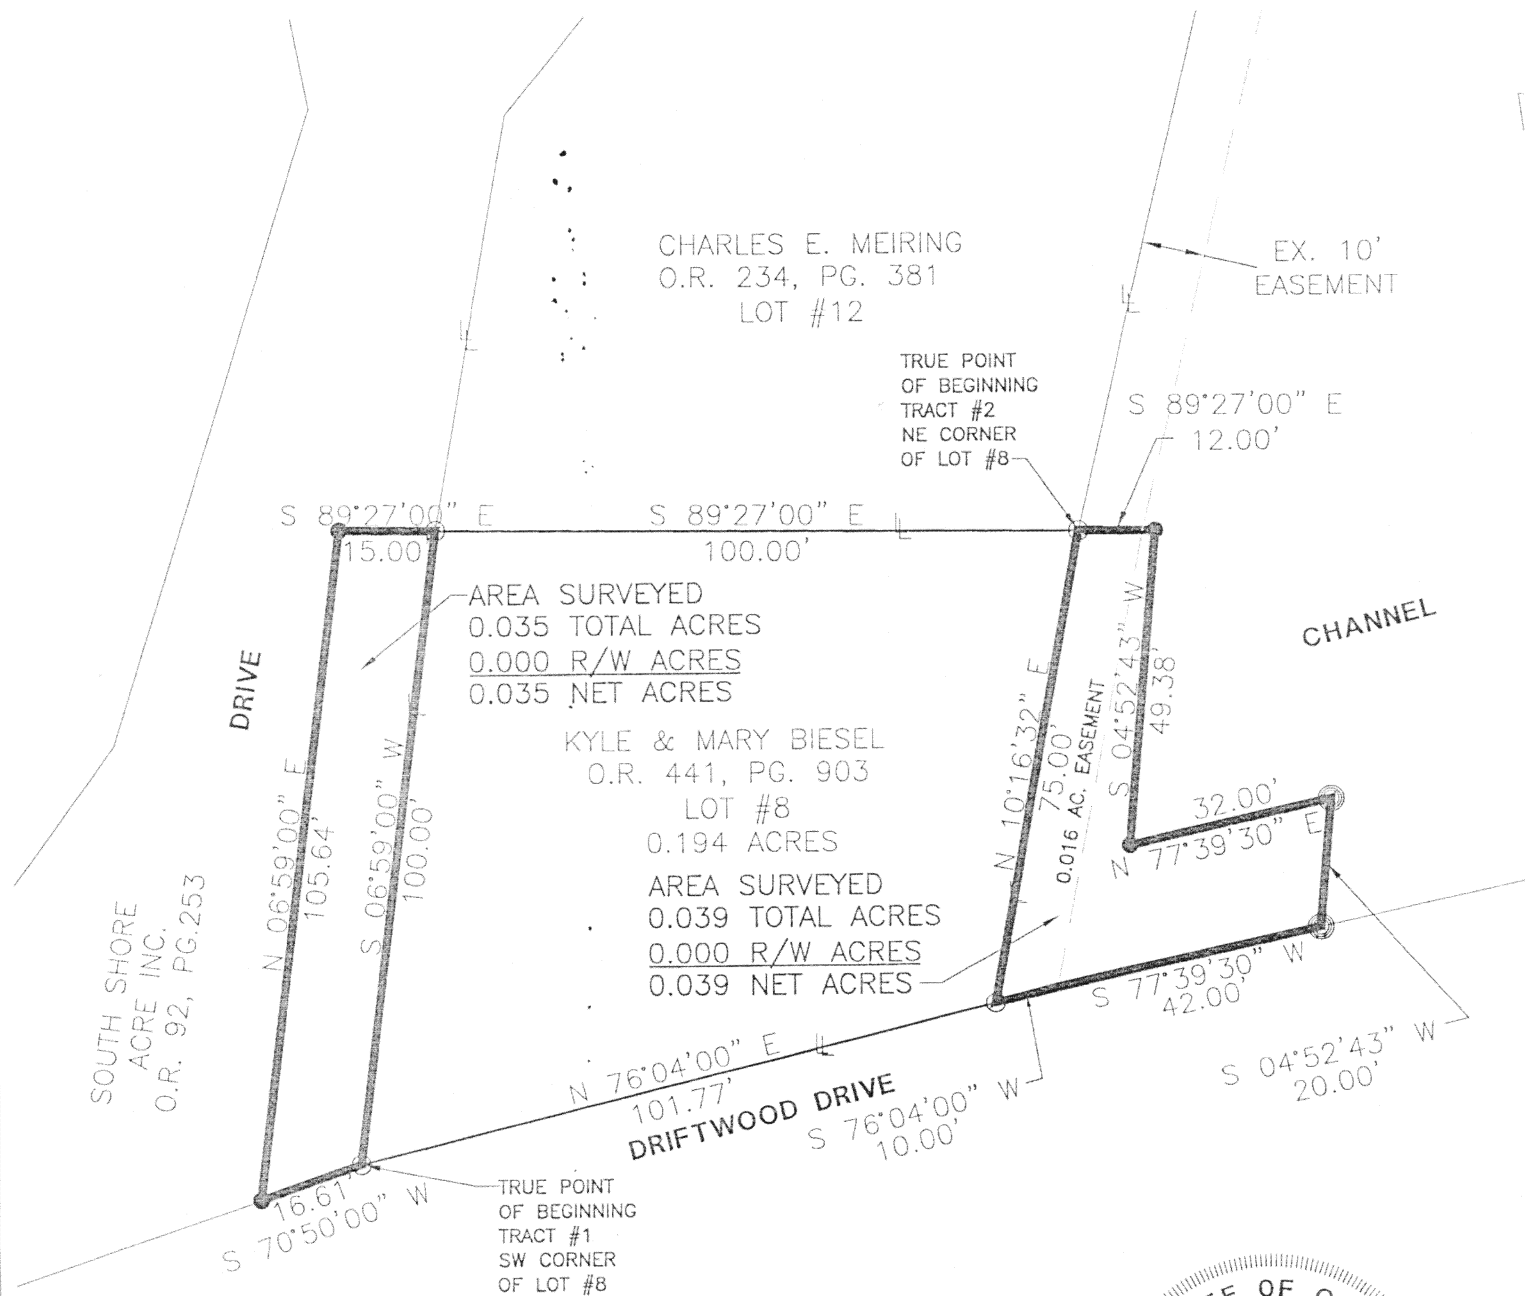 CHARLES E. MEIRING
O.R. 234, PG. 381
LOT #12
EX. 10'
EASEMENT
TRUE POINT
OF BEGINNING
TRACT #2
NE CORNER
OF LOT #8
S 89°27'00" E
12.00'
S 89°27'00" E
15.00'
S 89°27'00" E
100.00'
AREA SURVEYED
0.035 TOTAL ACRES
0.000 R/W ACRES
0.035 NET ACRES
DRIVE
CHANNEL
KYLE & MARY BIESEL
O.R. 441, PG. 903
LOT #8
0.194 ACRES
AREA SURVEYED
0.039 TOTAL ACRES
0.000 R/W ACRES
0.039 NET ACRES
N 06°59'00" E
105.64'
S 06°59'00" W
100.00'
N 10°16'32" E
75.00'
0.016 AC. EASEMENT
S 04°52'43" W
49.38'
32.00'
N 77°39'30" E
S 77°39'30" W
42.00'
S 04°52'43" W
20.00'
SOUTH SHORE
ACRE INC.
O.R. 92, PG.253
N 76°04'00" E
101.77'
DRIFTWOOD DRIVE
S 76°04'00" W
10.00'
16.61'
S 70°50'00" W
TRUE POINT
OF BEGINNING
TRACT #1
SW CORNER
OF LOT #8
OF